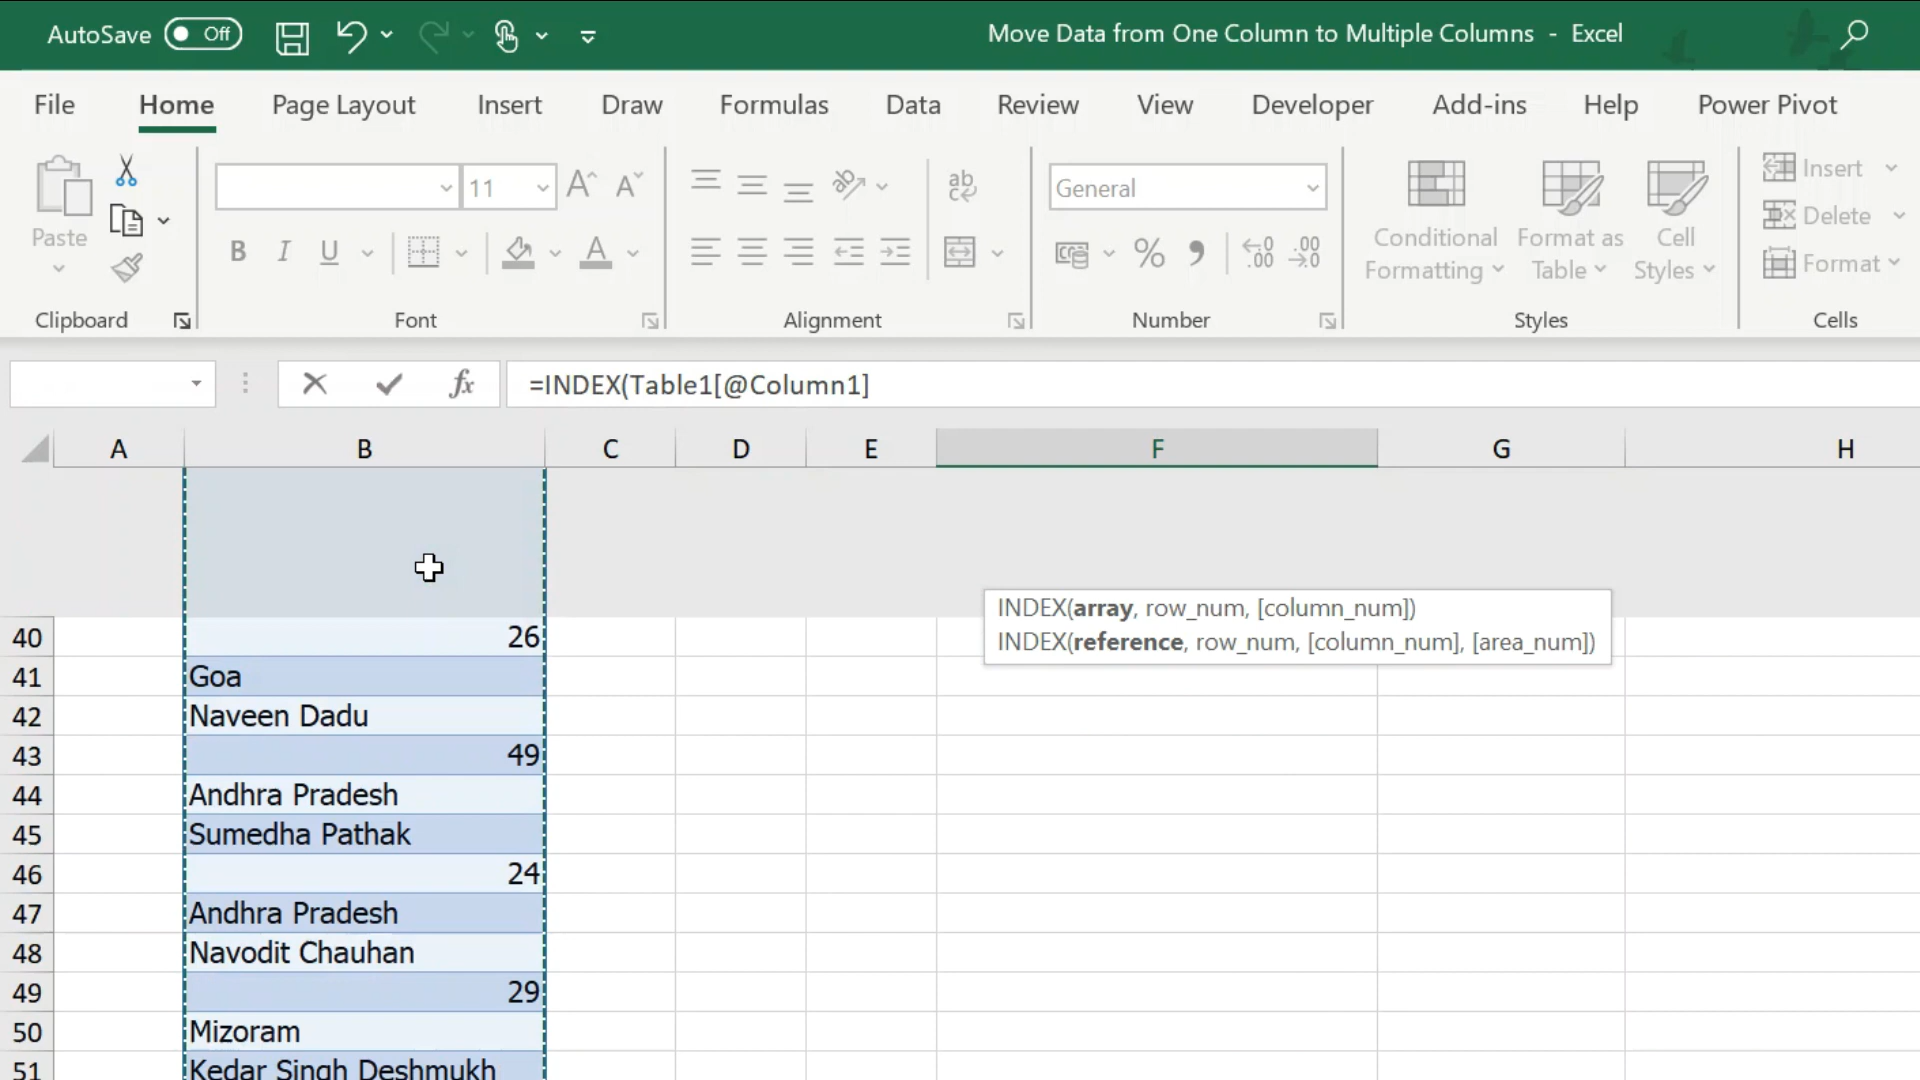 AutoSave Off
Move Data from One Column to Multiple Columns - Excel
File Home Page Layout Insert Draw Formulas Data Review View Developer Add-ins Help Power Pivot
Paste
Clipboard
11
A^ A˅
B I U A
Font
ab
Alignment
General
% , .00 .00
Number
Conditional Formatting
Format as Table
Cell Styles
Styles
Insert
Delete
Format
Cells
fx =INDEX(Table1[@Column1]
A B C D E F G H
INDEX(array, row_num, [column_num])
INDEX(reference, row_num, [column_num], [area_num])
40 26
41 Goa
42 Naveen Dadu
43 49
44 Andhra Pradesh
45 Sumedha Pathak
46 24
47 Andhra Pradesh
48 Navodit Chauhan
49 29
50 Mizoram
51 Kedar Singh Deshmukh